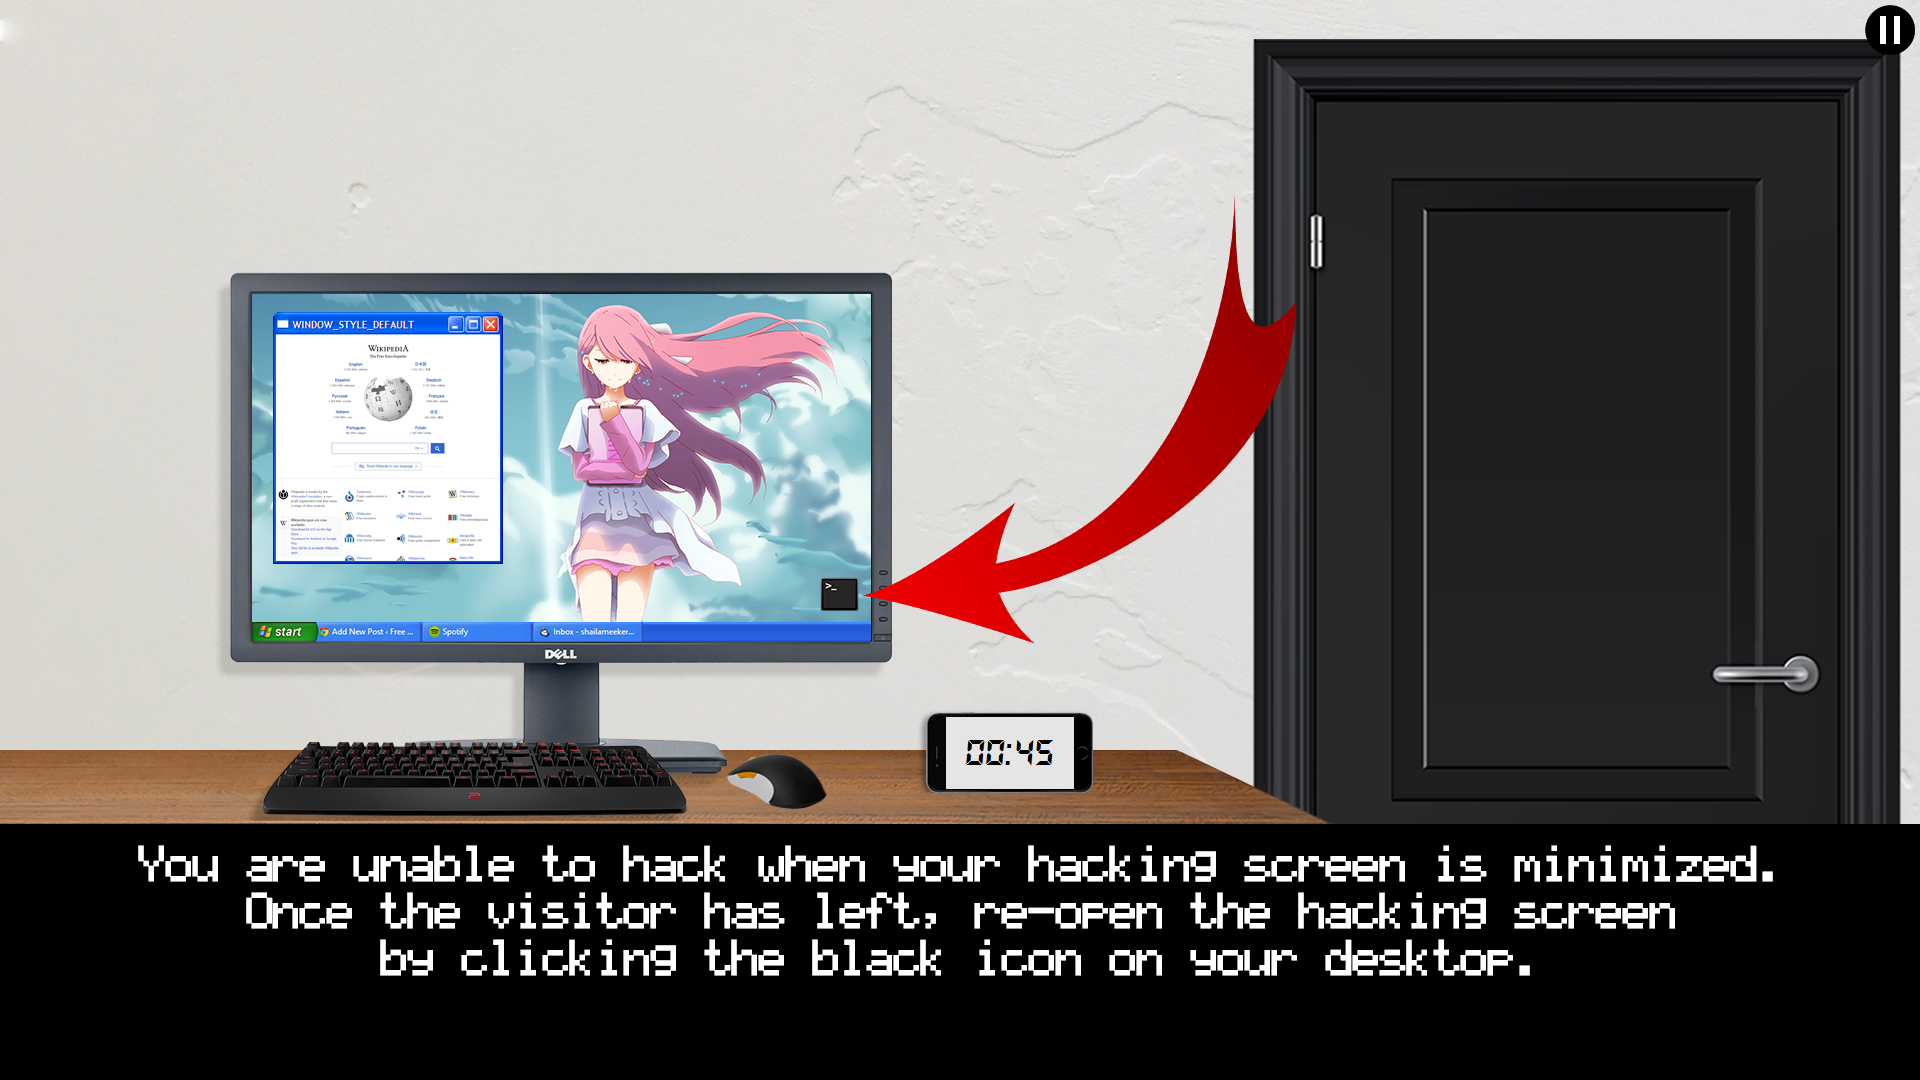 WINDOW_STYLE_DEFAULT
WIKIPEDIA
The Free Encyclopedia
English
日本語
Español
Deutsch
Русский
Français
Italiano
中文
Português
Polski
>_
start
Add New Post ‹ Free ...
Spotify
Inbox - shailameeker...
DELL
00:45
You are unable to hack when your hacking screen is minimized.
Once the visitor has left, re-open the hacking screen
by clicking the black icon on your desktop.